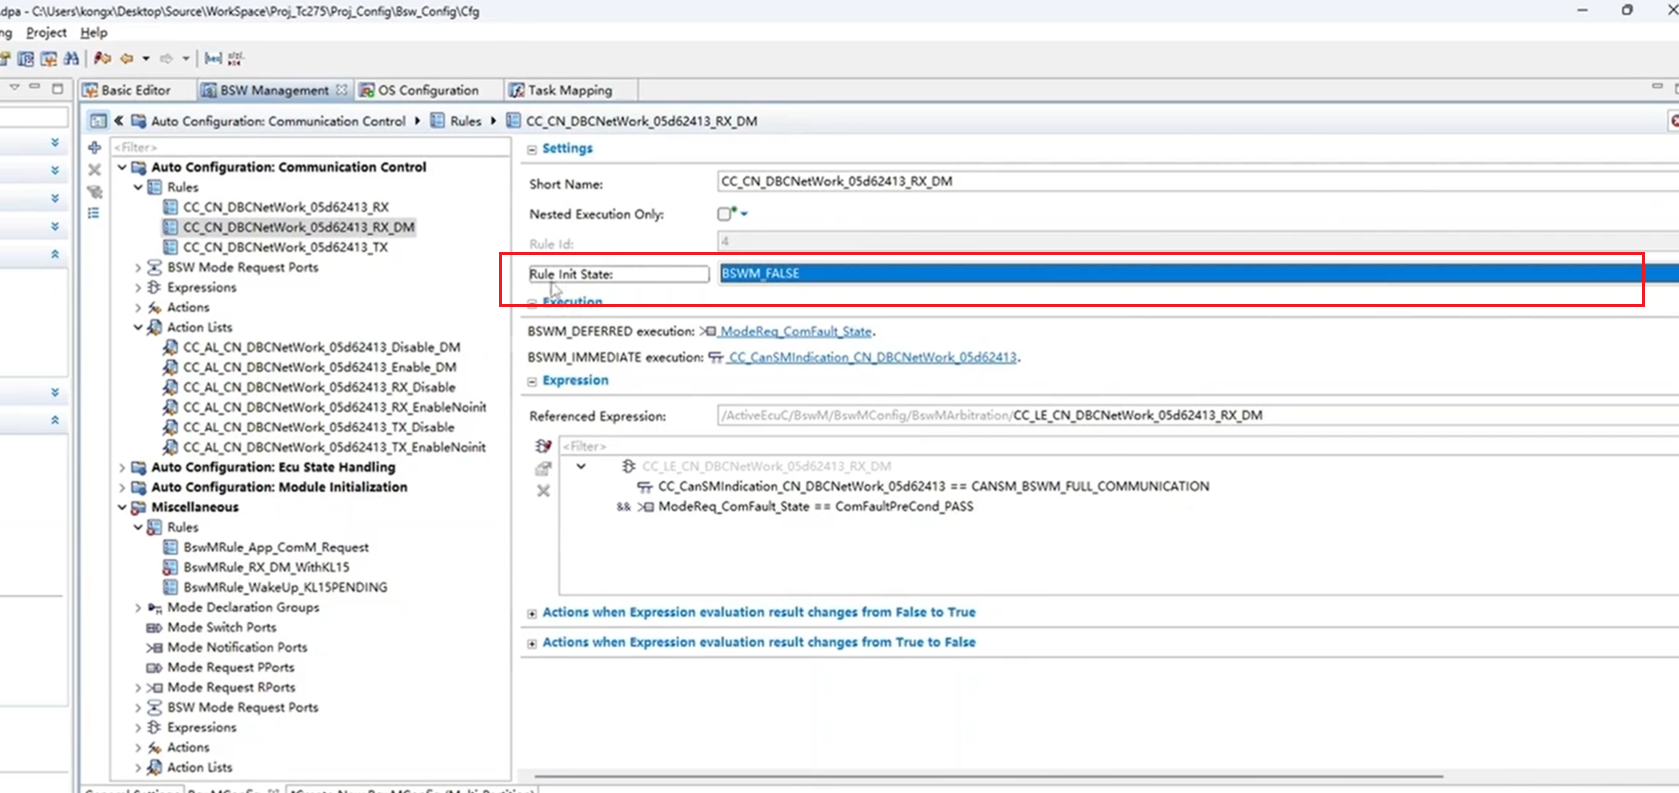 .dpa - C:\Users\kongx\Desktop\Source\WorkSpace\Proj_Tc275\Proj_Config\Bsw_Config\Cfg
ng Project Help
Basic Editor BSW Management OS Configuration Task Mapping
Auto Configuration: Communication Control Rules CC_CN_DBCNetWork_05d62413_RX_DM
<Filter>
Auto Configuration: Communication Control
Rules
CC_CN_DBCNetWork_05d62413_RX
CC_CN_DBCNetWork_05d62413_RX_DM
CC_CN_DBCNetWork_05d62413_TX
BSW Mode Request Ports
Expressions
Actions
Action Lists
CC_AL_CN_DBCNetWork_05d62413_Disable_DM
CC_AL_CN_DBCNetWork_05d62413_Enable_DM
CC_AL_CN_DBCNetWork_05d62413_RX_Disable
CC_AL_CN_DBCNetWork_05d62413_RX_EnableNoinit
CC_AL_CN_DBCNetWork_05d62413_TX_Disable
CC_AL_CN_DBCNetWork_05d62413_TX_EnableNoinit
Auto Configuration: Ecu State Handling
Auto Configuration: Module Initialization
Miscellaneous
Rules
BswMRule_App_ComM_Request
BswMRule_RX_DM_WithKL15
BswMRule_WakeUp_KL15PENDING
Mode Declaration Groups
Mode Switch Ports
Mode Notification Ports
Mode Request PPorts
Mode Request RPorts
BSW Mode Request Ports
Expressions
Actions
Action Lists
Settings
Short Name: CC_CN_DBCNetWork_05d62413_RX_DM
Nested Execution Only:
Rule Id: 4
Rule Init State: BSWM_FALSE
Execution
BSWM_DEFERRED execution: ModeReq_ComFault_State.
BSWM_IMMEDIATE execution: CC_CanSMIndication_CN_DBCNetWork_05d62413.
Expression
Referenced Expression: /ActiveEcuC/BswM/BswMConfig/BswMArbitration/CC_LE_CN_DBCNetWork_05d62413_RX_DM
<Filter>
CC_LE_CN_DBCNetWork_05d62413_RX_DM
CC_CanSMIndication_CN_DBCNetWork_05d62413 == CANSM_BSWM_FULL_COMMUNICATION
&& ModeReq_ComFault_State == ComFaultPreCond_PASS
Actions when Expression evaluation result changes from False to True
Actions when Expression evaluation result changes from True to False